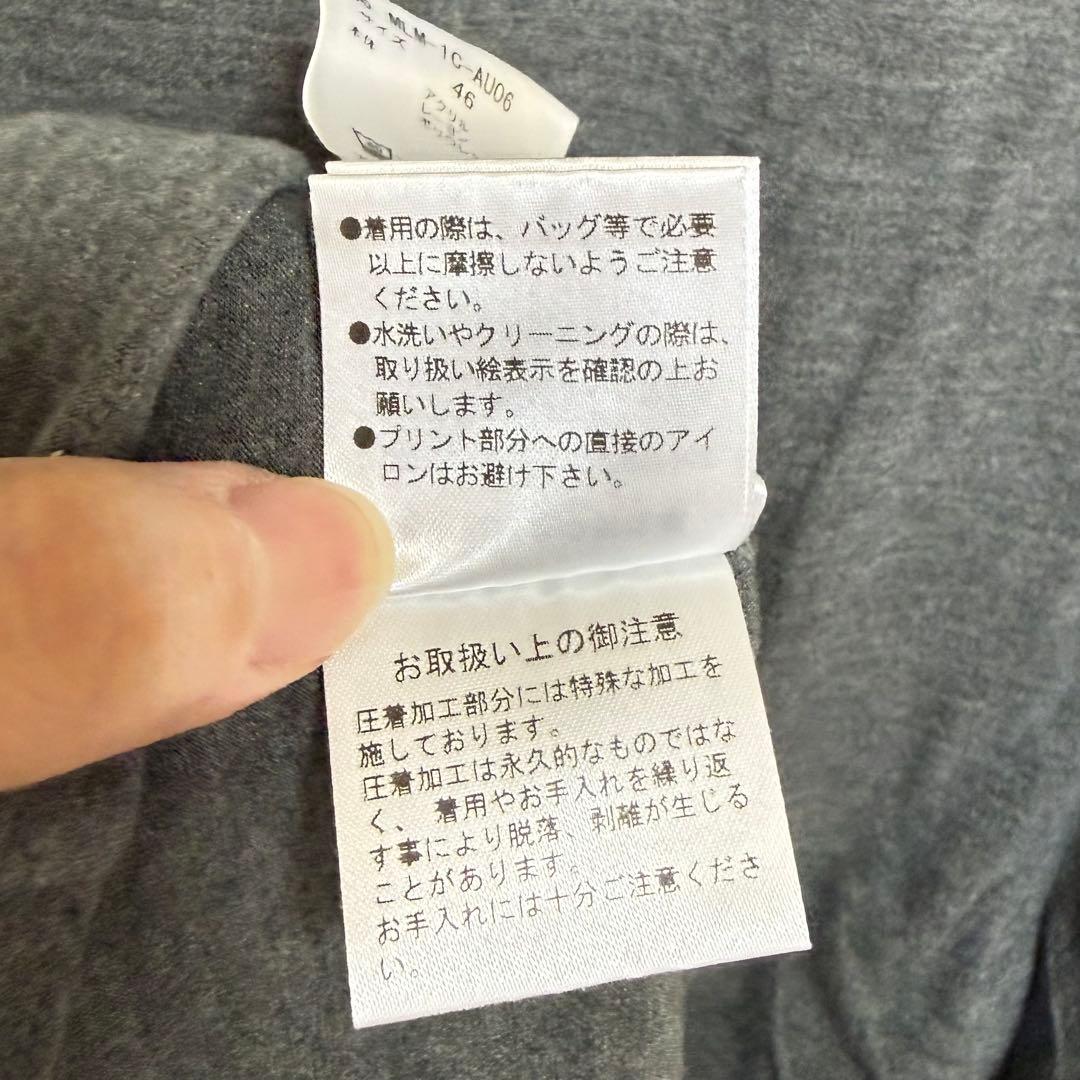 MLM-1C-AU06
サイズ 46
本体
アクリル
●着用の際は、バッグ等で必要
以上に摩擦しないようご注意
ください。
●水洗いやクリーニングの際は、
取り扱い絵表示を確認の上お
願いします。
●プリント部分への直接のアイ
ロンはお避け下さい。
お取扱い上の御注意
圧着加工部分には特殊な加工を
施しております。
圧着加工は永久的なものではな
く、着用やお手入れを繰り返
す事により脱落、剥離が生じる
ことがあります。
お手入れには十分ご注意くださ
い。